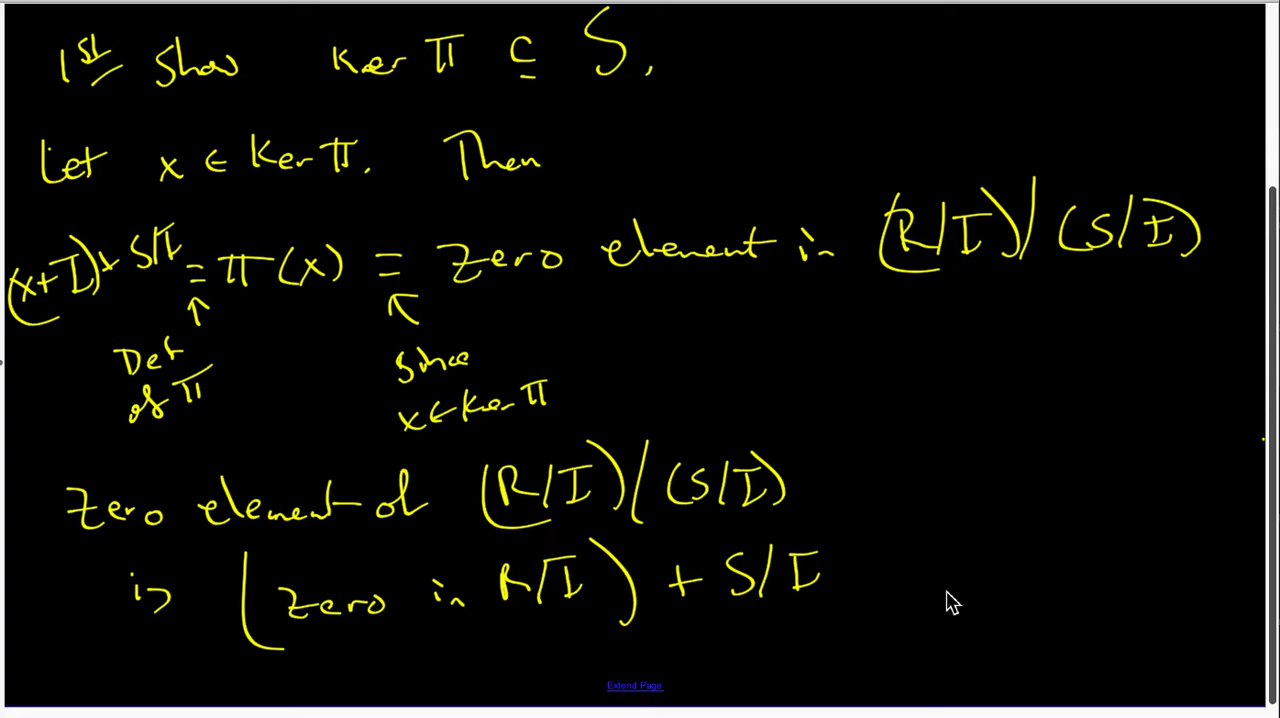 1st show Ker π ⊆ S.
Let x ∈ Ker π. Then
(x+I)+S/I = π(x) = Zero element in (R/I)/(S/I)
↑ ↑
Def of π
Since x ∈ Ker π
Zero element of (R/I)/(S/I)
is (zero in R/I) + S/I
Extend Page